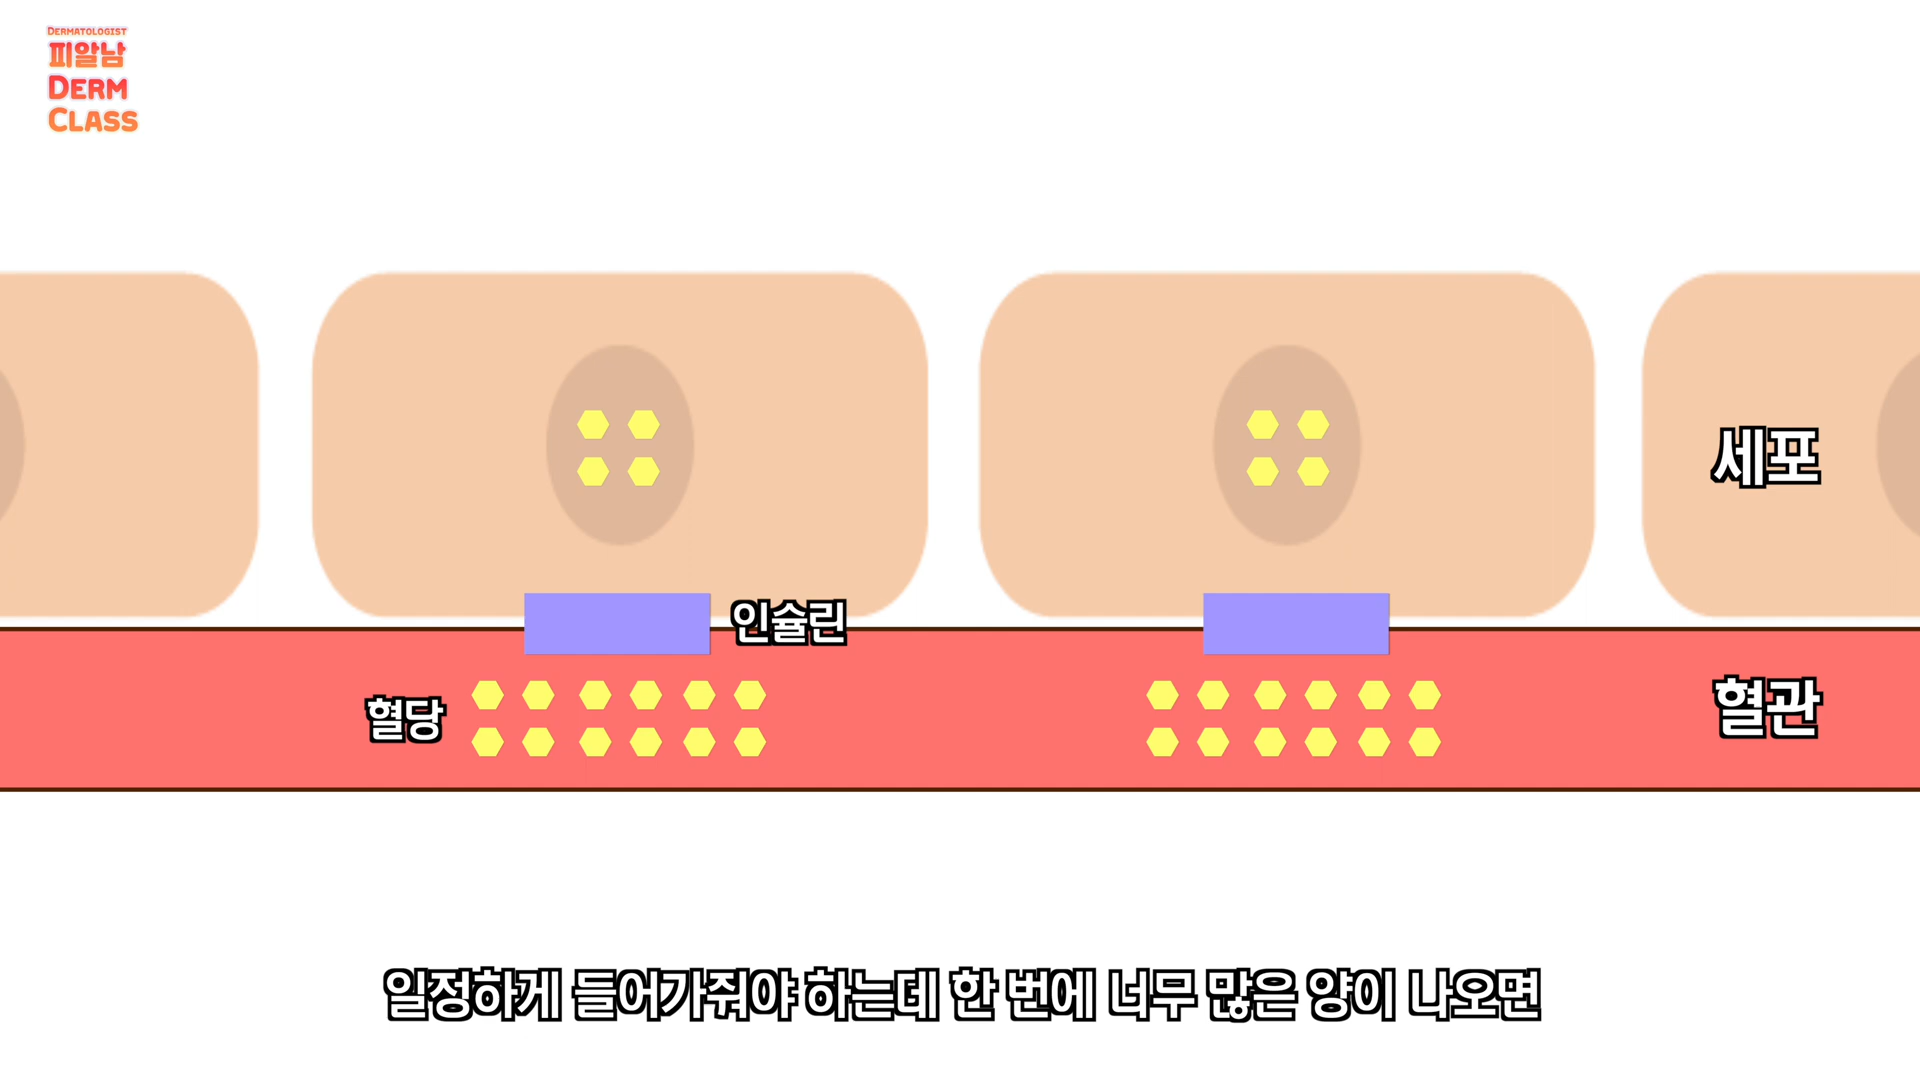 DERMATOLOGIST
피알남
DERM
CLASS
세포
인슐린
혈당
혈관
일정하게 들어가줘야 하는데 한 번에 너무 많은 양이 나오면